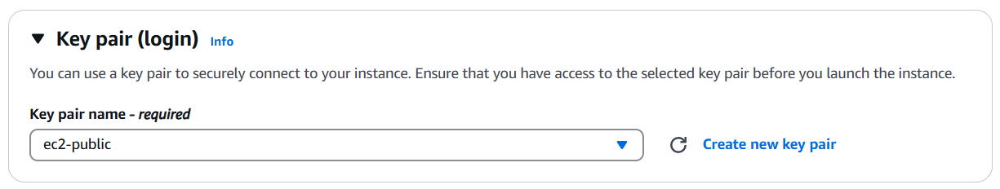 Key pair (login) Info
You can use a key pair to securely connect to your instance. Ensure that you have access to the selected key pair before you launch the instance.
Key pair name - required
ec2-public
Create new key pair